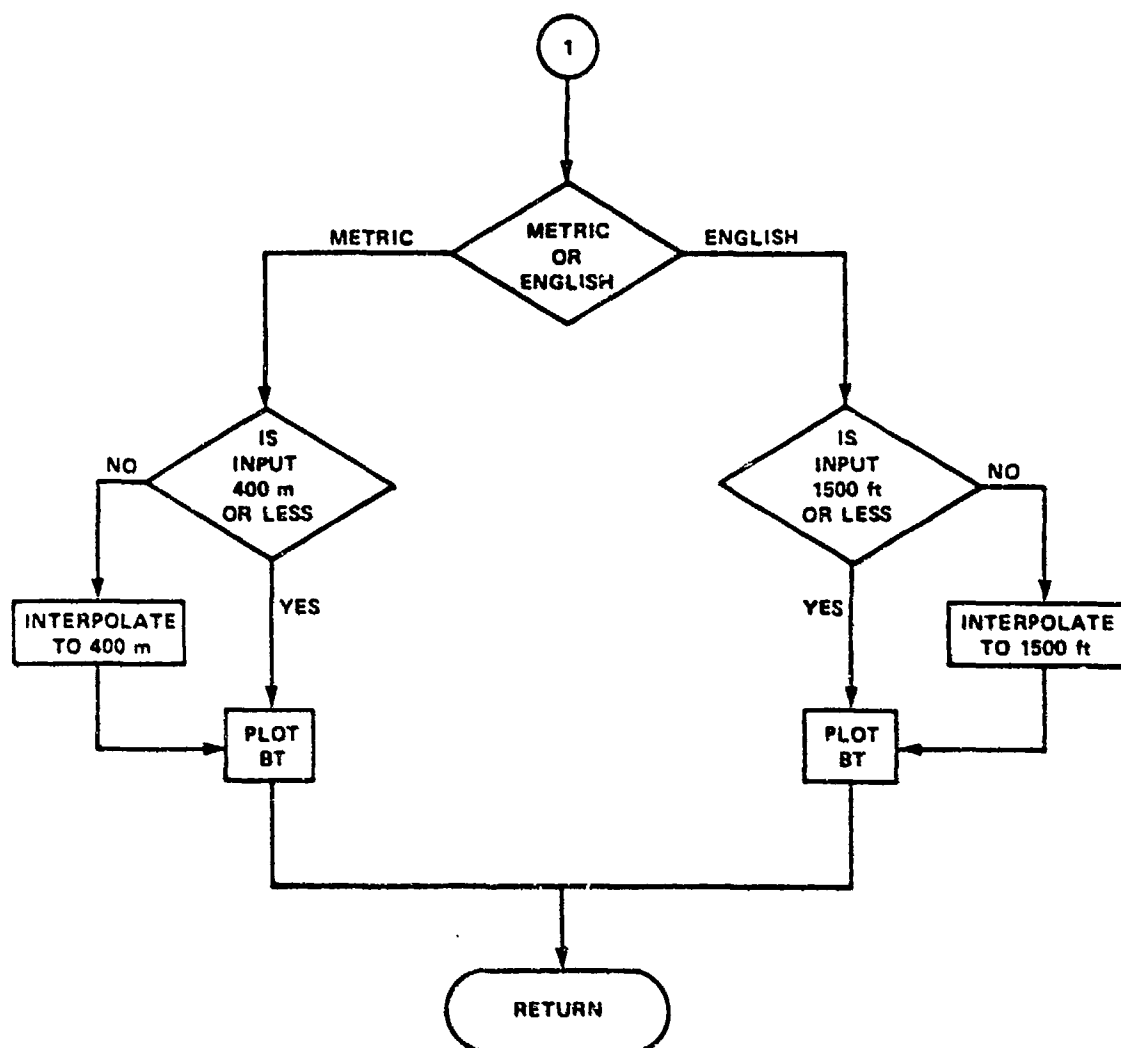 1
METRIC
OR
ENGLISH
METRIC
ENGLISH
IS
INPUT
400 m
OR LESS
NO
YES
IS
INPUT
1500 ft
OR LESS
NO
YES
INTERPOLATE
TO 400 m
INTERPOLATE
TO 1500 ft
PLOT
BT
PLOT
BT
RETURN